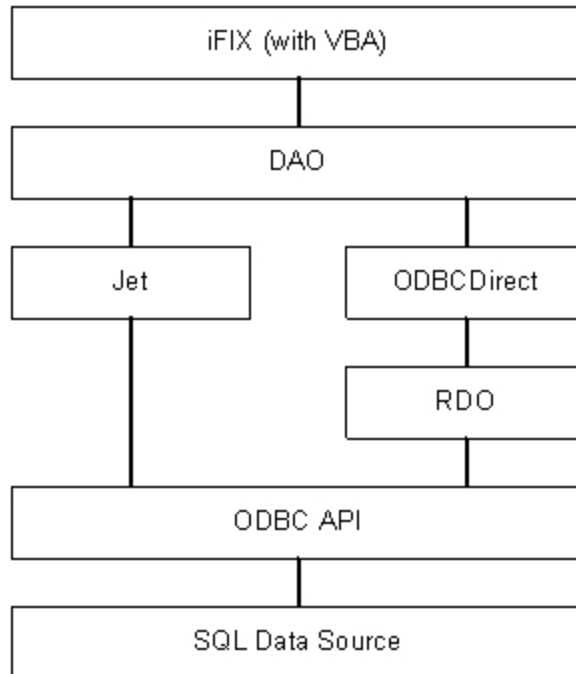 iFIX (with VBA)
DAO
Jet
ODBCDirect
RDO
ODBC API
SQL Data Source